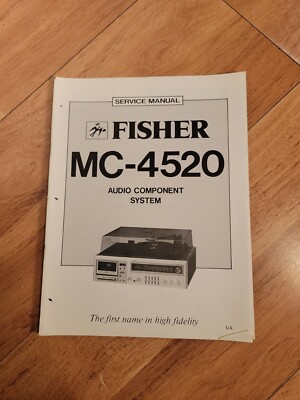 SERVICE MANUAL
FISHER
MC-4520
AUDIO COMPONENT
SYSTEM
The first name in high fidelity